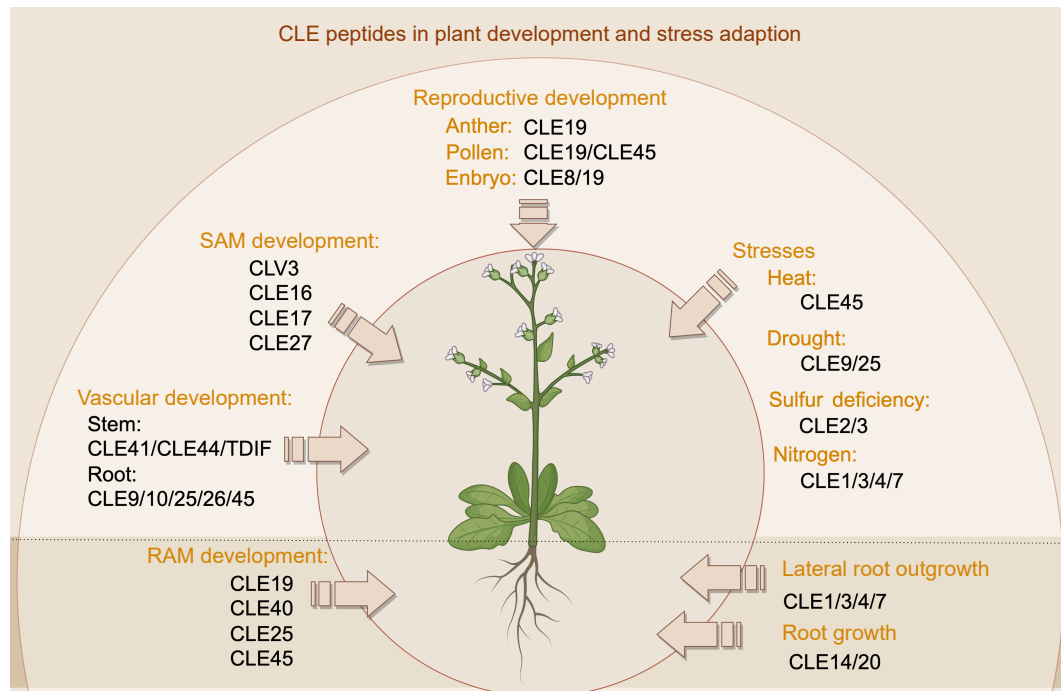 CLE peptides in plant development and stress adaption
Reproductive development
Anther: CLE19
Pollen: CLE19/CLE45
Enbryo: CLE8/19
SAM development:
CLV3
CLE16
CLE17
CLE27
Vascular development:
Stem:
CLE41/CLE44/TDIF
Root:
CLE9/10/25/26/45
RAM development:
CLE19
CLE40
CLE25
CLE45
Stresses
Heat:
CLE45
Drought:
CLE9/25
Sulfur deficiency:
CLE2/3
Nitrogen:
CLE1/3/4/7
Lateral root outgrowth
CLE1/3/4/7
Root growth
CLE14/20